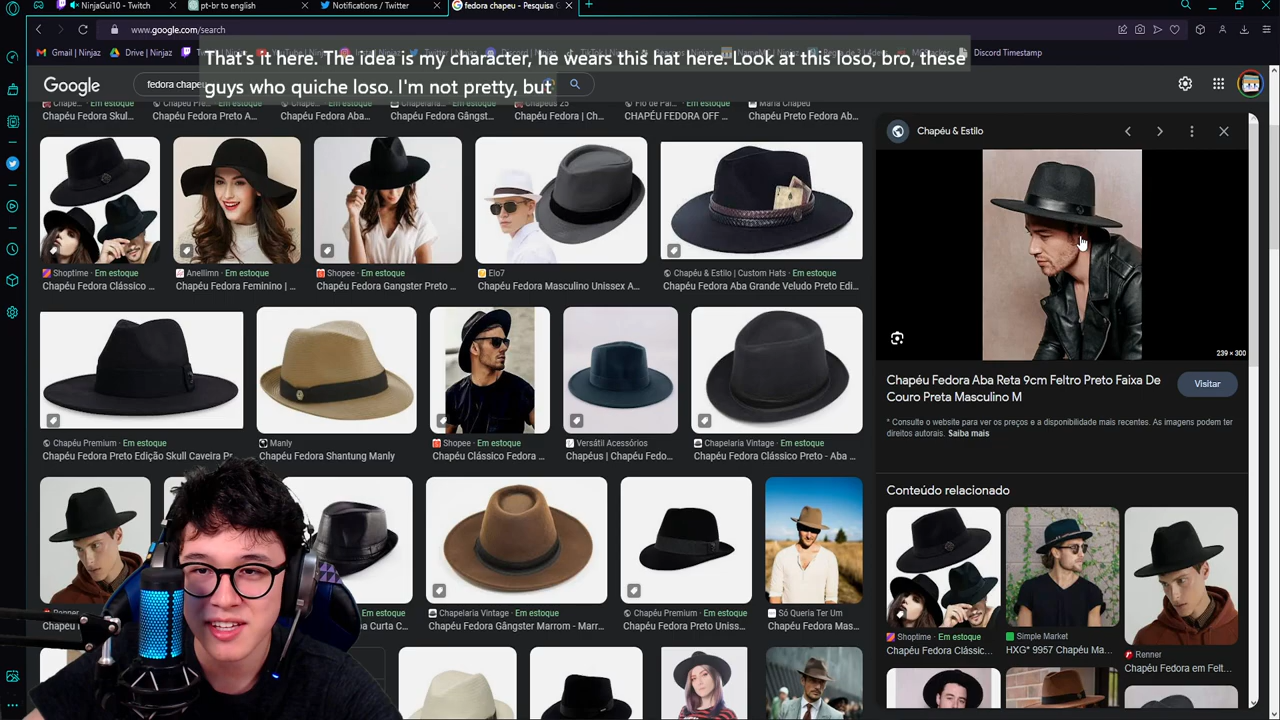 NinjaGui10 - Twitch
pt-br to english
Notifications / Twitter
fedora chapeu - Pesquisa G
www.google.com/search
Gmail | Ninjaz
Drive | Ninjaz
Discord Timestamp
That's it here. The idea is my character, he wears this hat here. Look at this loso, bro, these
guys who quiche loso. I'm not pretty, but
Google
fedora chapeu
Chapéu Fedora Skul...
Chapéu Fedora Preto A...
Chapéu Fedora Aba...
Chapéu Fedora Gângst...
Chapéu Fedora | Ch...
CHAPÉU FEDORA OFF ...
Chapéu Preto Fedora Ab...
Chapéu & Estilo
Shoptime · Em estoque
Chapéu Fedora Clássico ...
Anellimn · Em estoque
Chapéu Fedora Feminino | ...
Shopee · Em estoque
Chapéu Fedora Gangster Preto ...
Elo7
Chapéu Fedora Masculino Unissex A...
Chapéu & Estilo | Custom Hats · Em estoque
Chapéu Fedora Aba Grande Veludo Preto Edi...
239 × 300
Chapéu Fedora Aba Reta 9cm Feltro Preto Faixa De
Couro Preta Masculino M
Visitar
* Consulte o website para ver os preços e a disponibilidade mais recentes. As imagens podem ter
direitos autorais. Saiba mais
Chapéu Premium · Em estoque
Chapéu Fedora Preto Edição Skull Caveira Pr...
Manly
Chapéu Fedora Shantung Manly
Shopee · Em estoque
Chapéu Clássico Fedora ...
Versátil Acessórios
Chapéus | Chapéu Fedo...
Chapelaria Vintage · Em estoque
Chapéu Fedora Clássico Preto - Aba ...
Conteúdo relacionado
Renner
Em estoque
Aba Curta C...
Chapelaria Vintage · Em estoque
Chapéu Fedora Gângster Marrom - Marr...
Chapéu Premium · Em estoque
Chapéu Fedora Preto Uniss...
Só Queria Ter Um
Chapéu Fedora Mas...
Shoptime · Em estoque
Chapéu Fedora Clássic...
Simple Market
HXG* 9957 Chapéu Ma...
Renner
Chapéu Fedora em Felt...